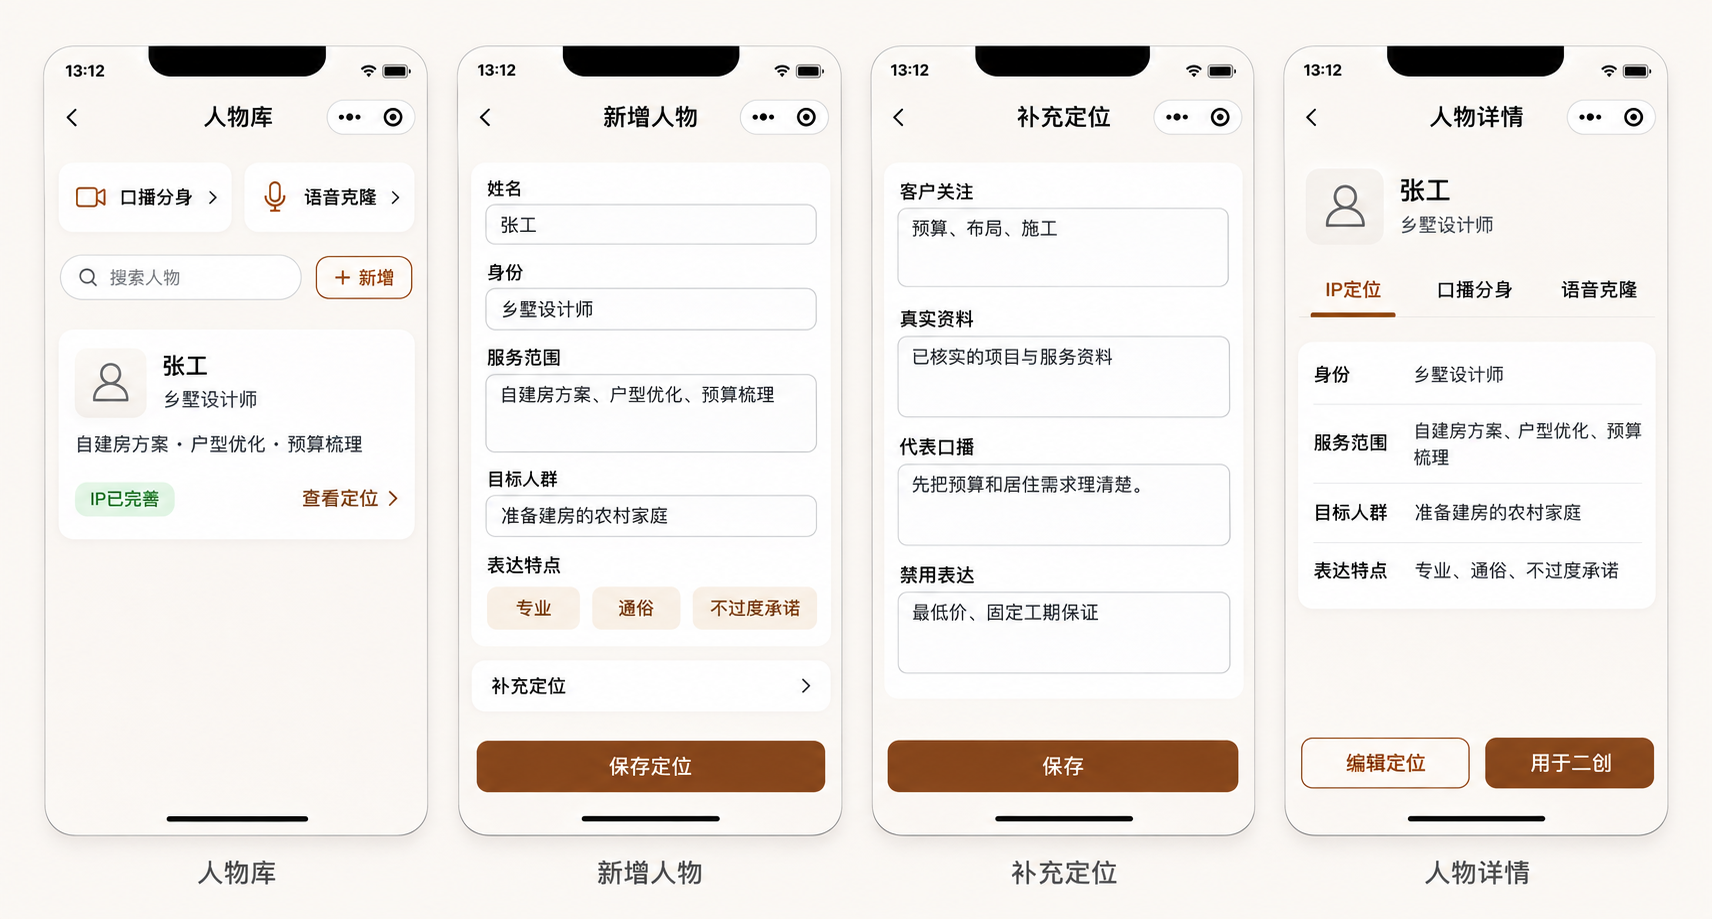 13:12
人物库
口播分身
语音克隆
搜索人物
+ 新增
张工
乡墅设计师
自建房方案·户型优化·预算梳理
IP已完善
查看定位
人物库
13:12
新增人物
姓名
张工
身份
乡墅设计师
服务范围
自建房方案、户型优化、预算梳理
目标人群
准备建房的农村家庭
表达特点
专业
通俗
不过度承诺
补充定位
保存定位
新增人物
13:12
补充定位
客户关注
预算、布局、施工
真实资料
已核实的项目与服务资料
代表口播
先把预算和居住需求理清楚。
禁用表达
最低价、固定工期保证
保存
补充定位
13:12
人物详情
张工
乡墅设计师
IP定位
口播分身
语音克隆
身份
乡墅设计师
服务范围
自建房方案、户型优化、预算
梳理
目标人群
准备建房的农村家庭
表达特点
专业、通俗、不过度承诺
编辑定位
用于二创
人物详情